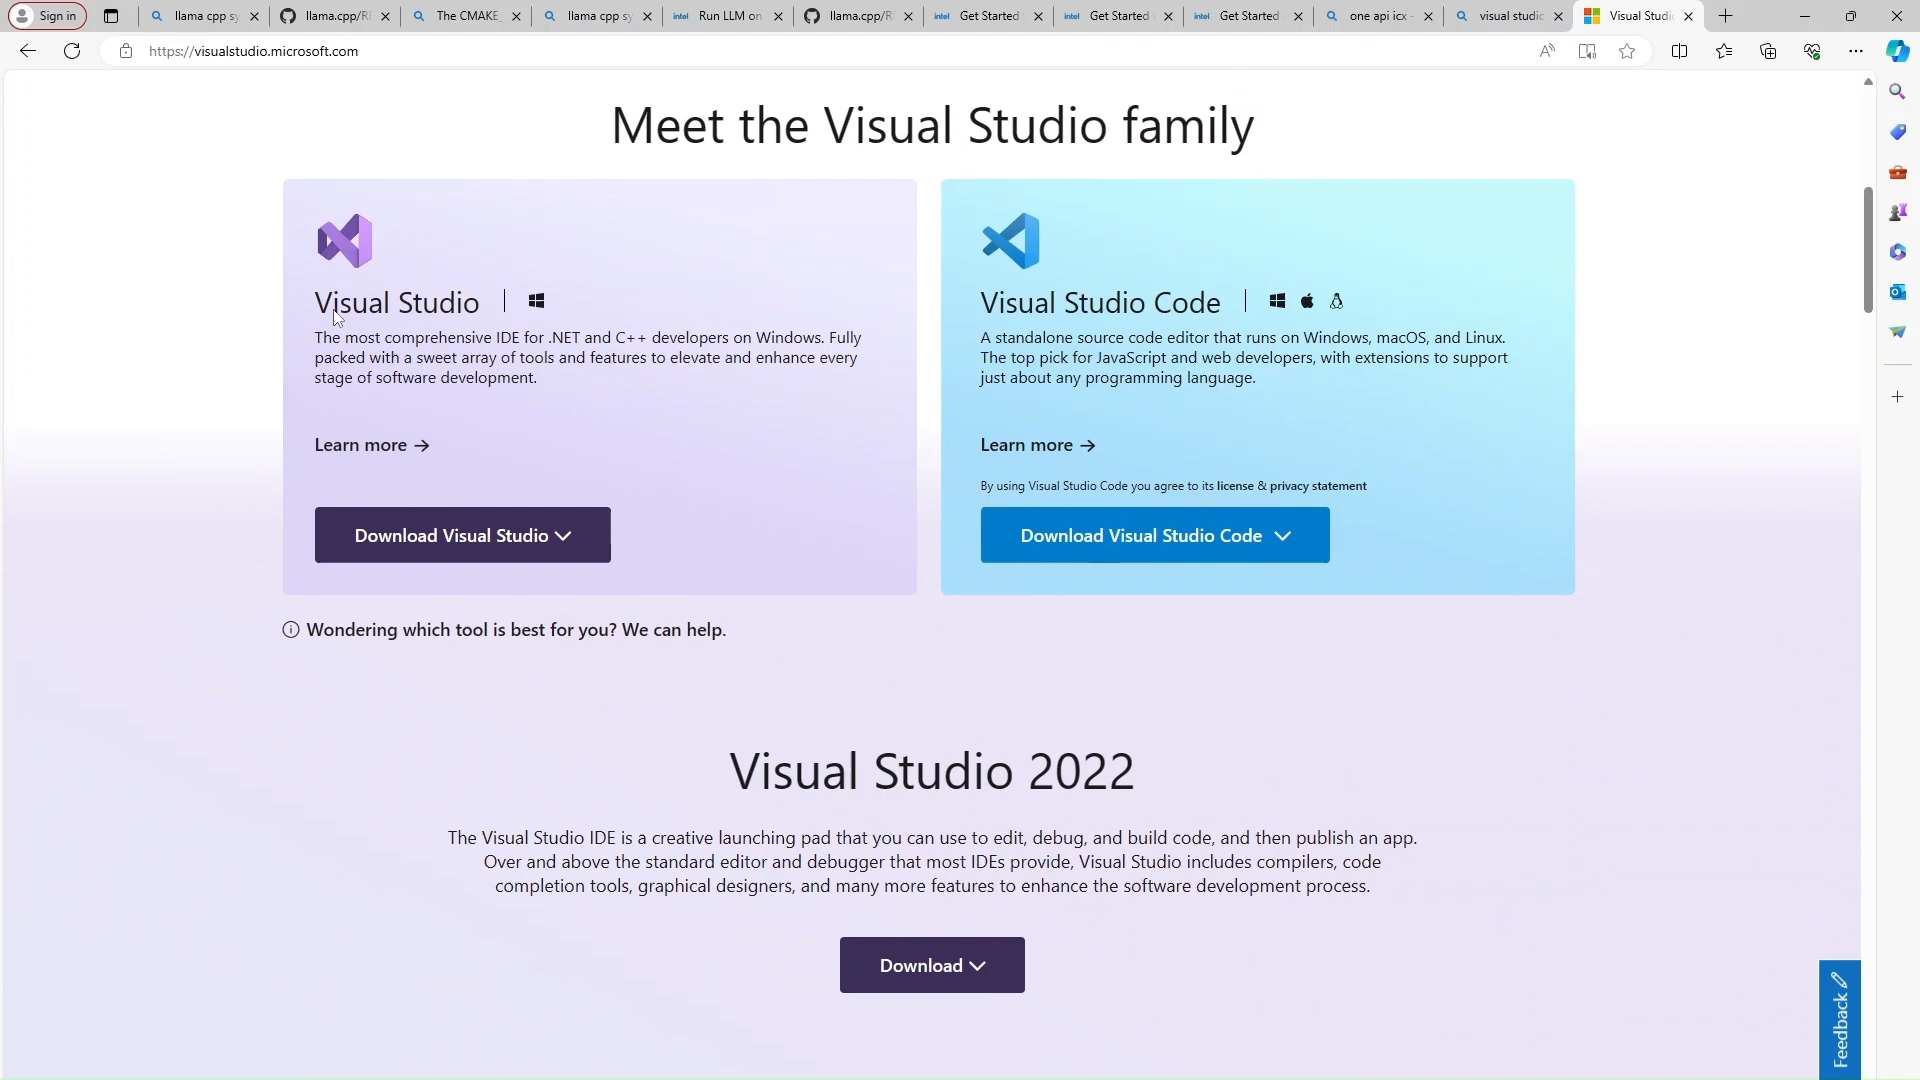 Sign in
llama cpp sy
llama.cpp/RE
The CMAKE_
llama cpp sy
intel Run LLM on
llama.cpp/RE
intel Get Started
intel Get Started
intel Get Started
one api icx -
visual studio
Visual Studio
https://visualstudio.microsoft.com
Meet the Visual Studio family
Visual Studio
The most comprehensive IDE for .NET and C++ developers on Windows. Fully
packed with a sweet array of tools and features to elevate and enhance every
stage of software development.
Learn more →
Download Visual Studio
Visual Studio Code
A standalone source code editor that runs on Windows, macOS, and Linux.
The top pick for JavaScript and web developers, with extensions to support
just about any programming language.
Learn more →
By using Visual Studio Code you agree to its license & privacy statement
Download Visual Studio Code
Wondering which tool is best for you? We can help.
Visual Studio 2022
The Visual Studio IDE is a creative launching pad that you can use to edit, debug, and build code, and then publish an app.
Over and above the standard editor and debugger that most IDEs provide, Visual Studio includes compilers, code
completion tools, graphical designers, and many more features to enhance the software development process.
Download
Feedback